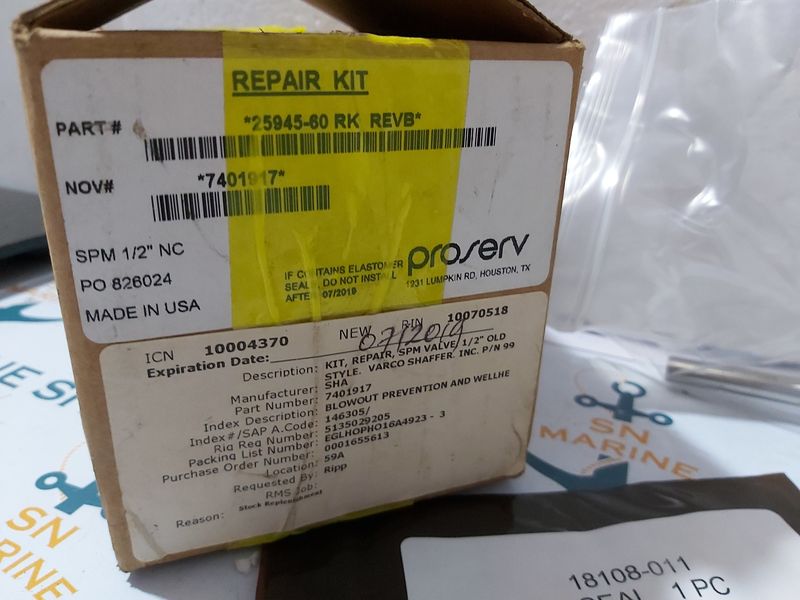 REPAIR KIT
PART# *25945-60 RK REVB*
NOV# *7401917*
SPM 1/2" NC
PO 826024
MADE IN USA
IF CONTAINS ELASTOMER
SEALS, DO NOT INSTALL
AFTER 07/2019
proserv
1931 LUMPKIN RD, HOUSTON, TX
ICN 10004370 NEW RIN 10070518
Expiration Date: 07/2019
Description: KIT, REPAIR, SPM VALVE, 1/2" OLD
STYLE. VARCO SHAFFER. INC. P/N 99
Manufacturer: SHA
Part Number: 7401917
Index Description: BLOWOUT PREVENTION AND WELLHE
Index#/SAP A.Code: 146305/
Rig Req Number: 5135029205
Packing List Number: EGLHOPHO16A4923 - 3
Purchase Order Number: 0001655613
Location: 59A
Requested By: Ripp
RMS Job:
Reason: Stock Replenishment
SN
MARINE
SN
MARINE
18108-011
SEAL 1 PC